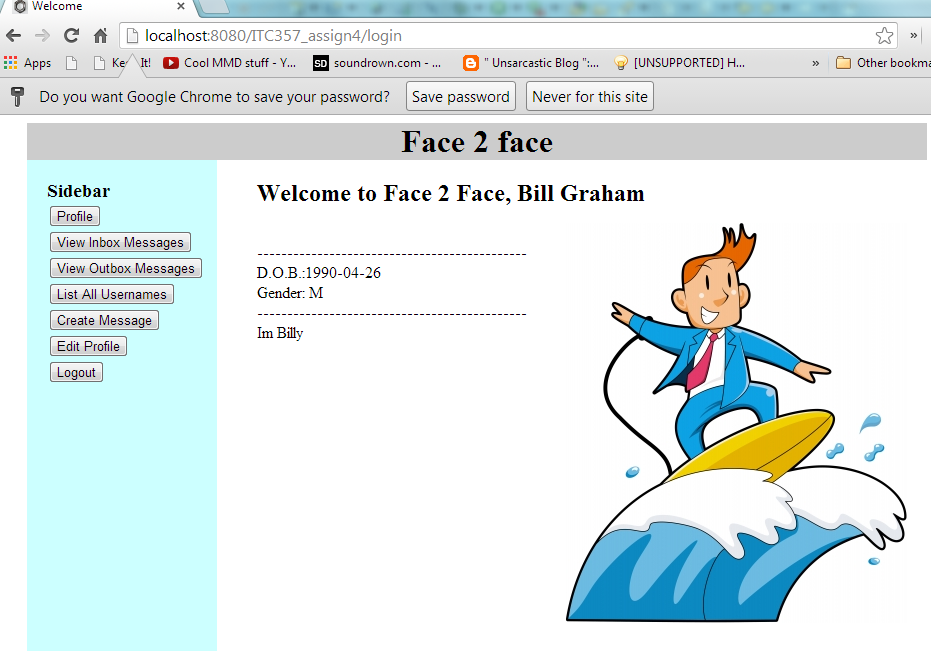 Welcome
localhost:8080/ITC357_assign4/login
Apps
Ke
It!
Cool MMD stuff - Y...
SD
soundrown.com - ...
" Unsarcastic Blog ":...
[UNSUPPORTED] H...
»
Other bookma
Do you want Google Chrome to save your password?
Save password
Never for this site
Face 2 face
Sidebar
Profile
View Inbox Messages
View Outbox Messages
List All Usernames
Create Message
Edit Profile
Logout
Welcome to Face 2 Face, Bill Graham
---------------------------------------------
D.O.B.:1990-04-26
Gender: M
---------------------------------------------
Im Billy